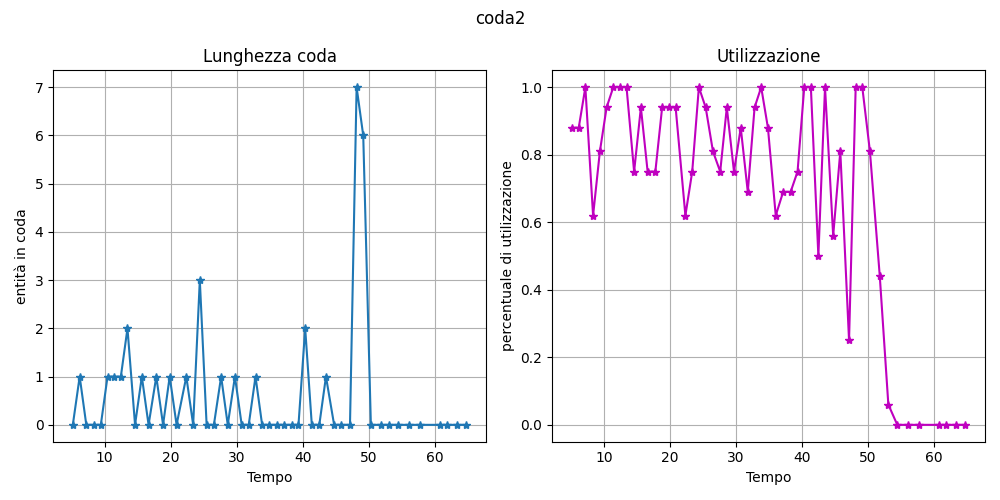 coda2
Lunghezza coda
entità in coda
7
6
5
4
3
2
1
0
10 20 30 40 50 60
Tempo
Utilizzazione
percentuale di utilizzazione
1.0
0.8
0.6
0.4
0.2
0.0
10 20 30 40 50 60
Tempo